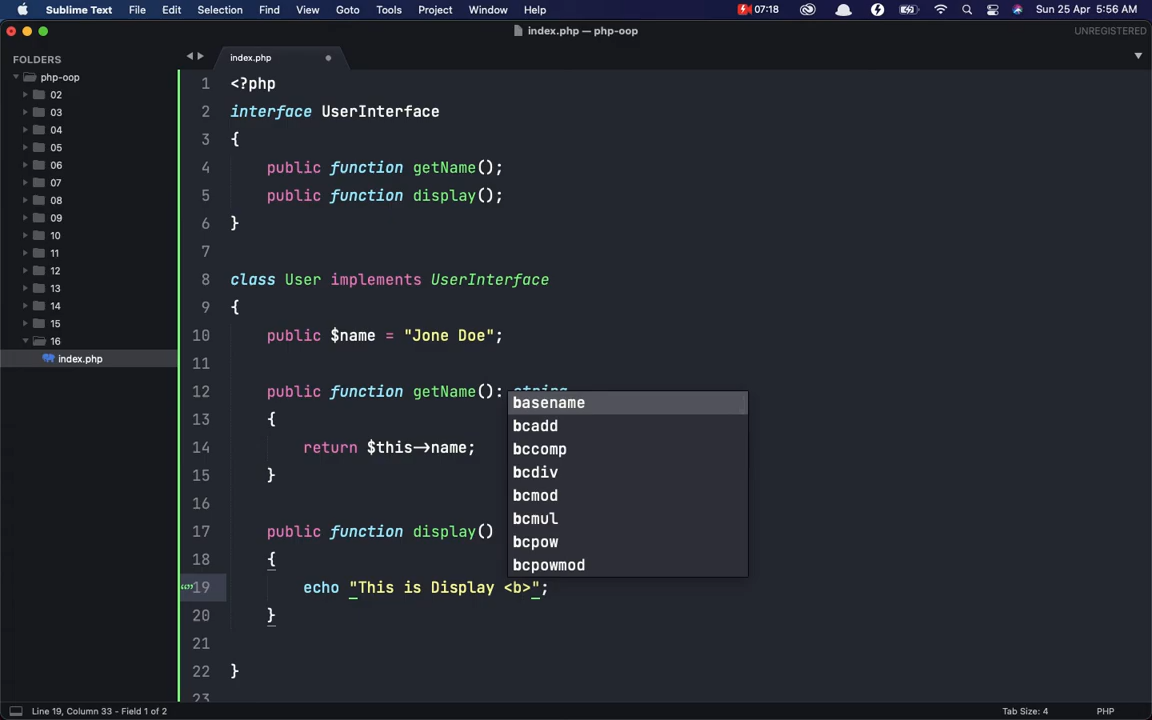 Sublime Text File Edit Selection Find View Goto Tools Project Window Help 07:18 Sun 25 Apr 5:56 AM
index.php — php-oop UNREGISTERED
FOLDERS
php-oop
02
03
04
05
06
07
08
09
10
11
12
13
14
15
16
index.php
index.php
1 <?php
2 interface UserInterface
3 {
4 public function getName();
5 public function display();
6 }
7
8 class User implements UserInterface
9 {
10 public $name = "Jone Doe";
11
12 public function getName(): string
13 {
14 return $this->name;
15 }
16
17 public function display()
18 {
19 echo "This is Display <b>";
20 }
21
22 }
23
basename
bcadd
bccomp
bcdiv
bcmod
bcmul
bcpow
bcpowmod
Line 19, Column 33 - Field 1 of 2 Tab Size: 4 PHP